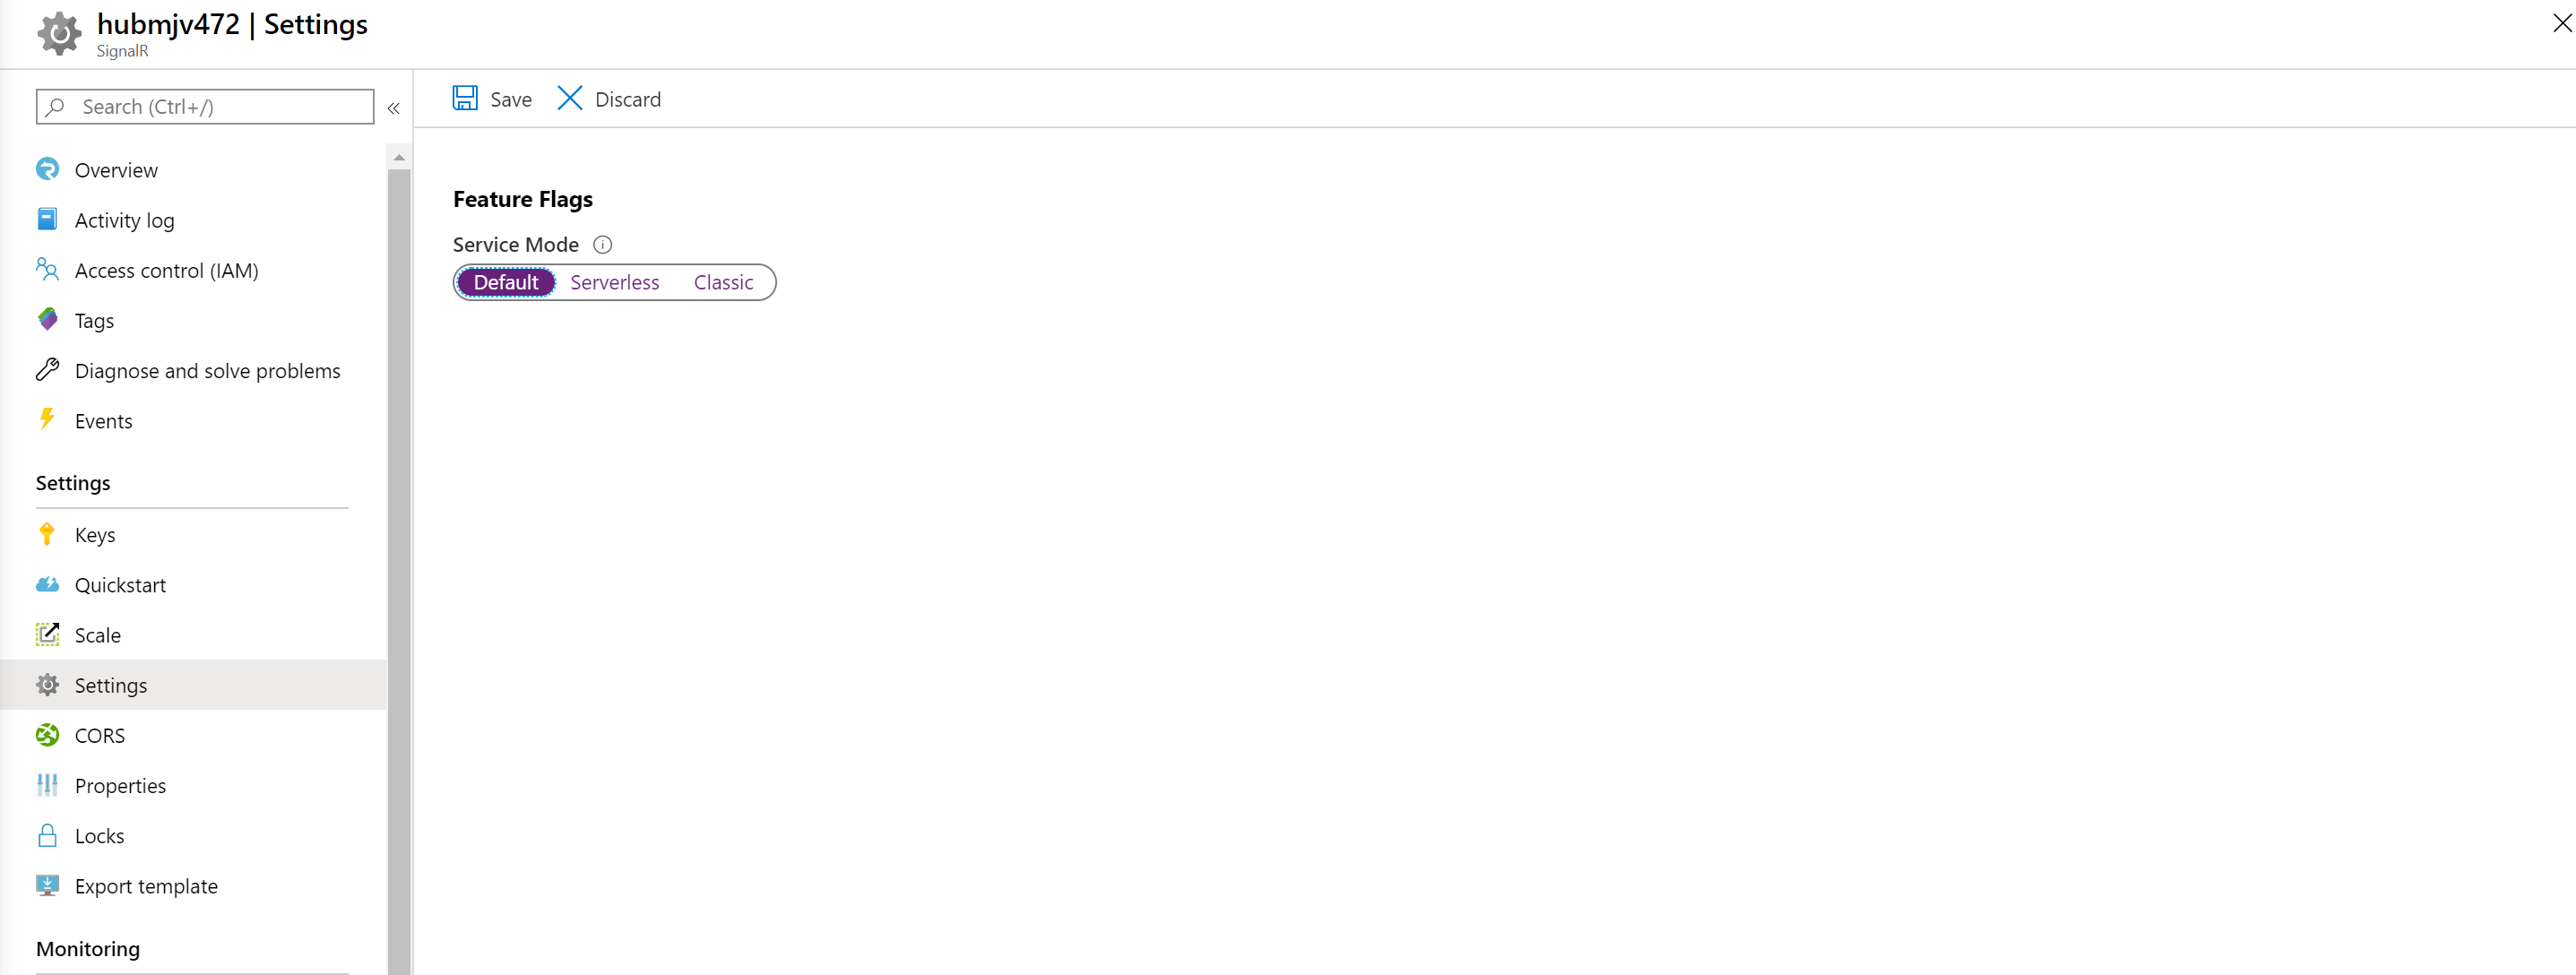 hubmjv472 | Settings
SignalR
Search (Ctrl+/)
«
Save
Discard
Overview
Activity log
Access control (IAM)
Tags
Diagnose and solve problems
Events
Settings
Keys
Quickstart
Scale
Settings
CORS
Properties
Locks
Export template
Monitoring
Feature Flags
Service Mode
Default Serverless Classic